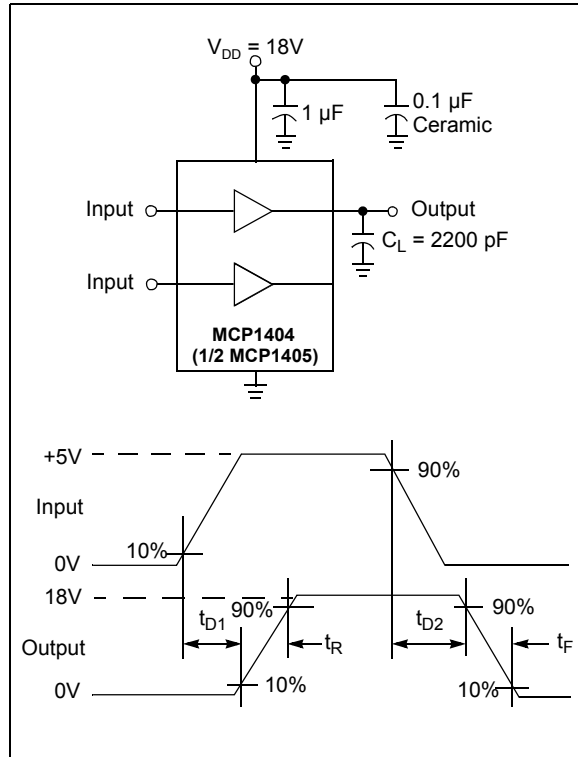 V_DD = 18V
1 µF
0.1 µF
Ceramic
Input
Output
C_L = 2200 pF
Input
MCP1404
(1/2 MCP1405)
+5V
90%
Input
10%
0V
18V
90%
t_D1
t_R
t_D2
90%
t_F
Output
0V
10%
10%